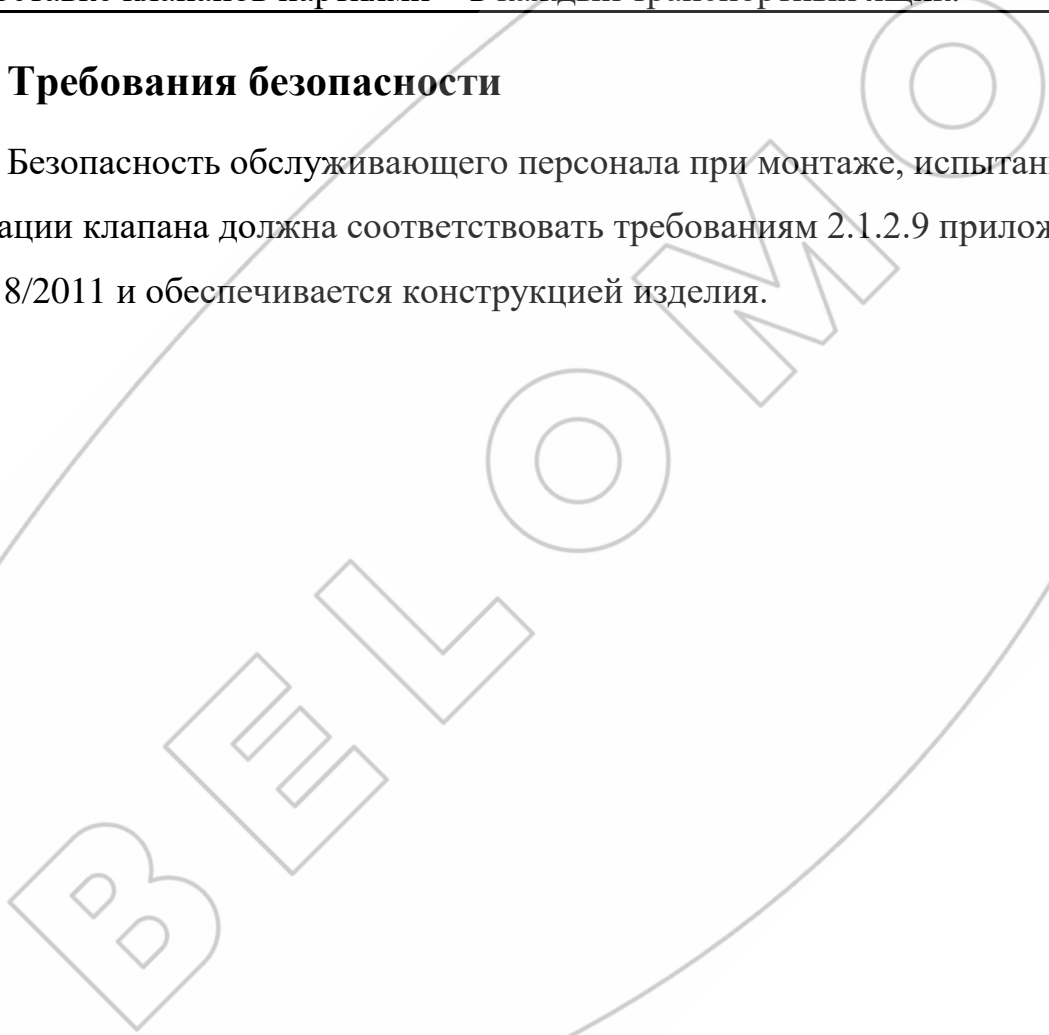 Требования безопасности
Безопасность обслуживающего персонала при монтаже, испытан
ации клапана должна соответствовать требованиям 2.1.2.9 прилож
8/2011 и обеспечивается конструкцией изделия.
BELOMO